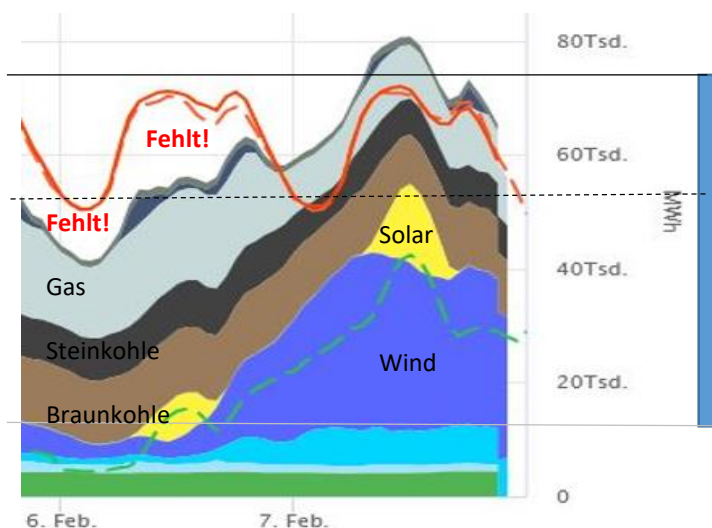 80Tsd.
Fehlt!
60Tsd.
MWh
Fehlt!
Solar
40Tsd.
Gas
Steinkohle
Wind
20Tsd.
Braunkohle
0
6. Feb.
7. Feb.